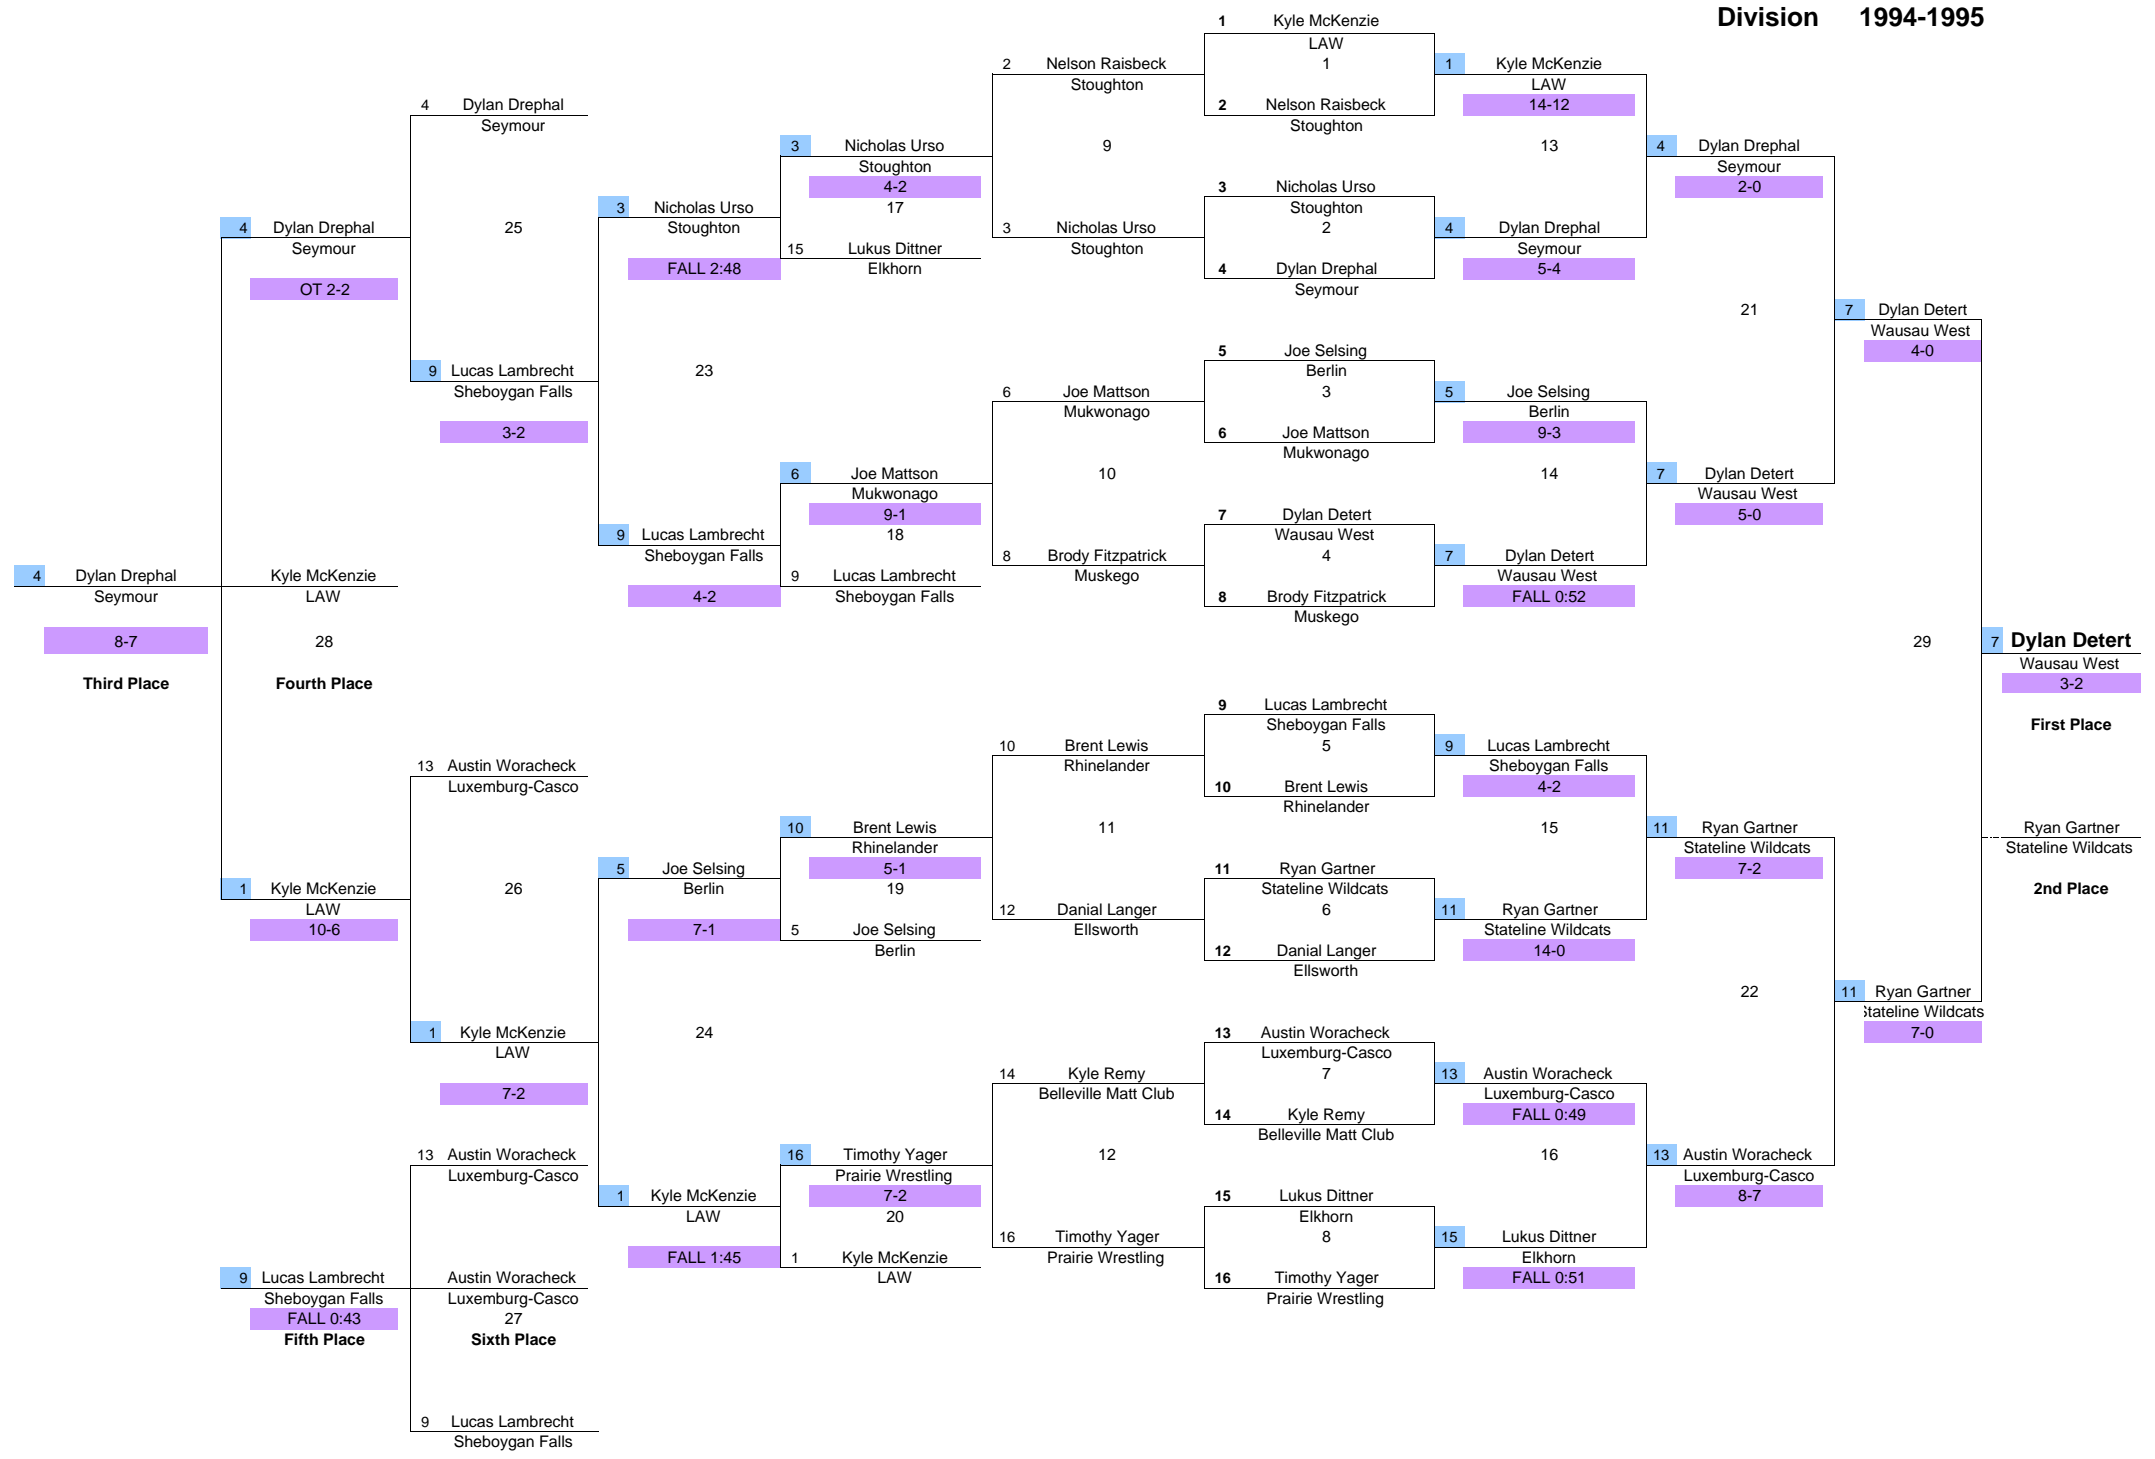 Division 1994-1995
1 Kyle McKenzie
LAW
2 Nelson Raisbeck 1 1 Kyle McKenzie
Stoughton LAW
4 Dylan Drephal 2 Nelson Raisbeck 14-12
Seymour Stoughton
3 Nicholas Urso 9 13 4 Dylan Drephal
Stoughton Seymour
4-2 3 Nicholas Urso 2-0
3 Nicholas Urso 17 Stoughton
4 Dylan Drephal 25 Stoughton 3 Nicholas Urso 2 4 Dylan Drephal
Seymour 15 Lukus Dittner Stoughton Seymour
FALL 2:48 Elkhorn 4 Dylan Drephal 5-4
OT 2-2 Seymour
21 7 Dylan Detert
Wausau West
5 Joe Selsing 4-0
9 Lucas Lambrecht 23 Berlin
Sheboygan Falls 6 Joe Mattson 3 5 Joe Selsing
Mukwonago Berlin
3-2 6 Joe Mattson 9-3
Mukwonago
6 Joe Mattson 10 14 7 Dylan Detert
Mukwonago Wausau West
9-1 7 Dylan Detert 5-0
9 Lucas Lambrecht 18 Wausau West
Sheboygan Falls 8 Brody Fitzpatrick 4 7 Dylan Detert
4 Dylan Drephal Kyle McKenzie 9 Lucas Lambrecht Muskego Wausau West
Seymour LAW 4-2 Sheboygan Falls 8 Brody Fitzpatrick FALL 0:52
Muskego
8-7 28 29 7 Dylan Detert
Wausau West
Third Place Fourth Place 3-2
9 Lucas Lambrecht
Sheboygan Falls First Place
10 Brent Lewis 5 9 Lucas Lambrecht
13 Austin Woracheck Rhinelander Sheboygan Falls
Luxemburg-Casco 10 Brent Lewis 4-2
Rhinelander
10 Brent Lewis 11 15 11 Ryan Gartner Ryan Gartner
Rhinelander Stateline Wildcats Stateline Wildcats
5 Joe Selsing 5-1 11 Ryan Gartner 7-2
1 Kyle McKenzie 26 Berlin 19 Stateline Wildcats 2nd Place
LAW 12 Danial Langer 6 11 Ryan Gartner
10-6 7-1 5 Joe Selsing Ellsworth Stateline Wildcats
Berlin 12 Danial Langer 14-0
Ellsworth
22 11 Ryan Gartner
Stateline Wildcats
1 Kyle McKenzie 24 13 Austin Woracheck 7-0
LAW Luxemburg-Casco
14 Kyle Remy 7 13 Austin Woracheck
7-2 Belleville Matt Club Luxemburg-Casco
14 Kyle Remy FALL 0:49
Belleville Matt Club
13 Austin Woracheck 16 Timothy Yager 12 16 13 Austin Woracheck
Luxemburg-Casco Prairie Wrestling Luxemburg-Casco
1 Kyle McKenzie 7-2 15 Lukus Dittner 8-7
LAW 20 Elkhorn
16 Timothy Yager 8 15 Lukus Dittner
FALL 1:45 1 Kyle McKenzie Prairie Wrestling Elkhorn
9 Lucas Lambrecht Austin Woracheck LAW 16 Timothy Yager FALL 0:51
Sheboygan Falls Luxemburg-Casco Prairie Wrestling
FALL 0:43 27
Fifth Place Sixth Place
9 Lucas Lambrecht
Sheboygan Falls